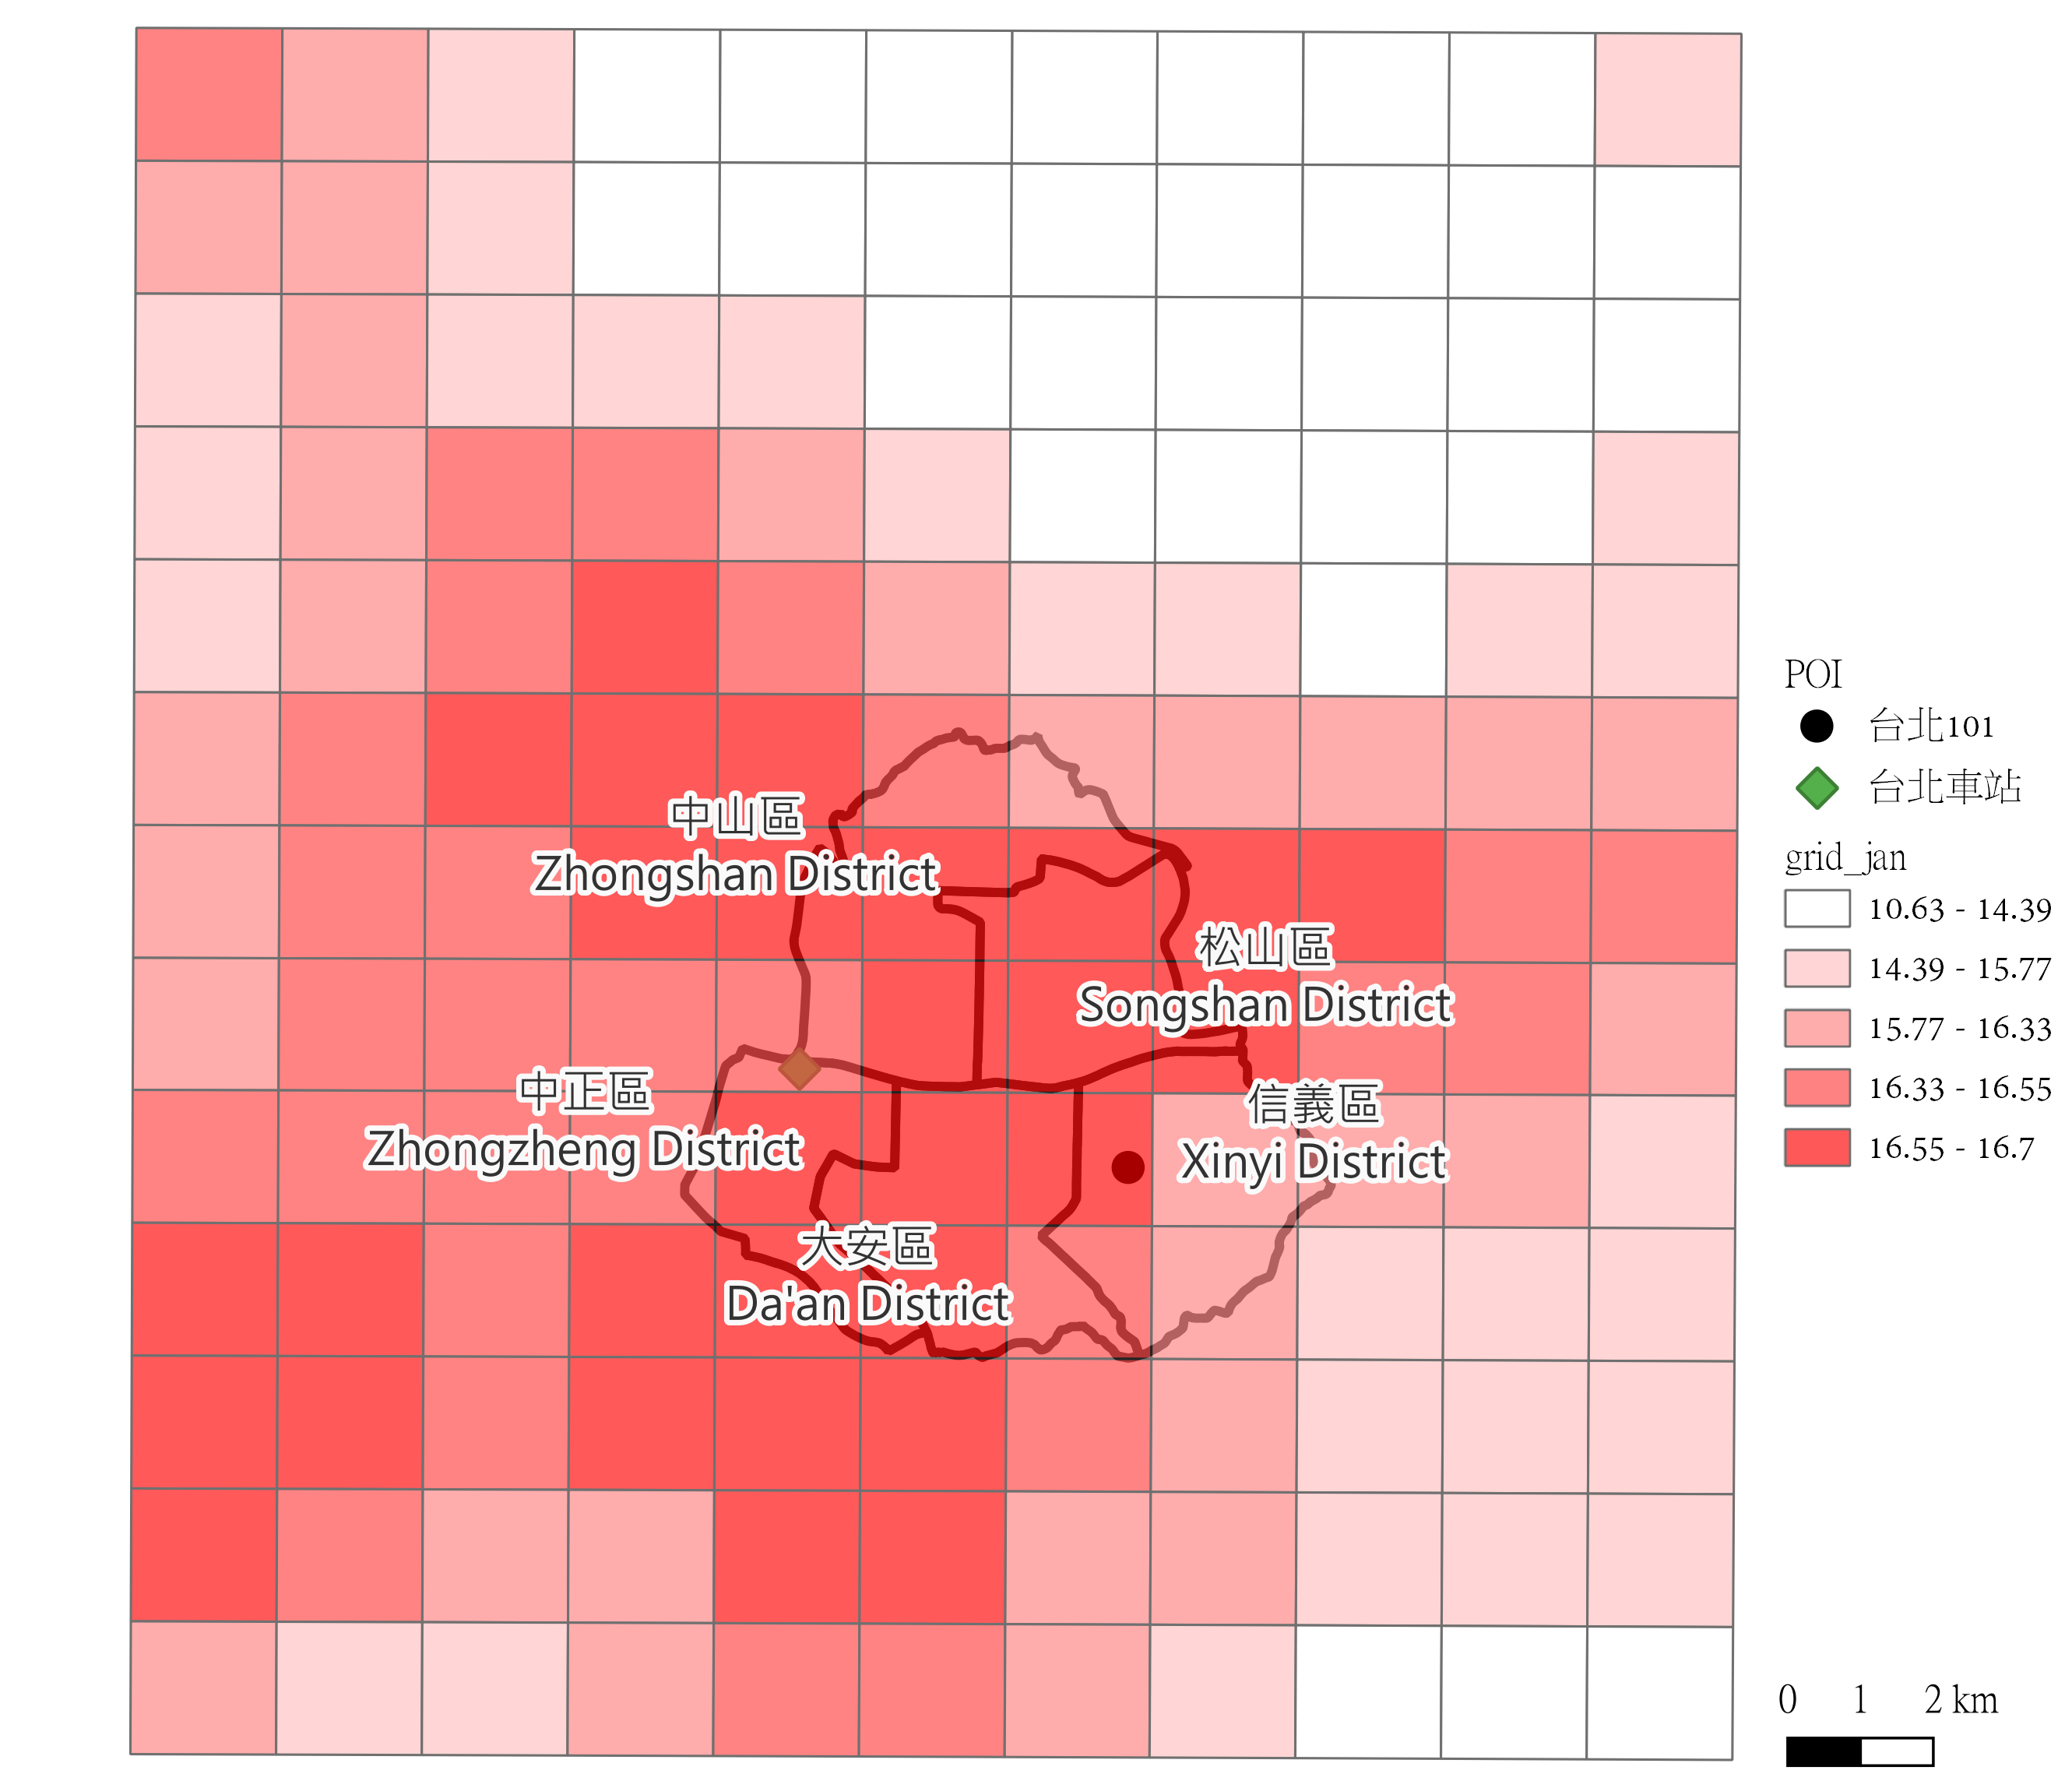 中山區
Zhongshan District
松山區
Songshan District
中正區
Zhongzheng District
信義區
Xinyi District
大安區
Da'an District
POI
台北101
台北車站
grid_jan
10.63 - 14.39
14.39 - 15.77
15.77 - 16.33
16.33 - 16.55
16.55 - 16.7
0 1 2 km